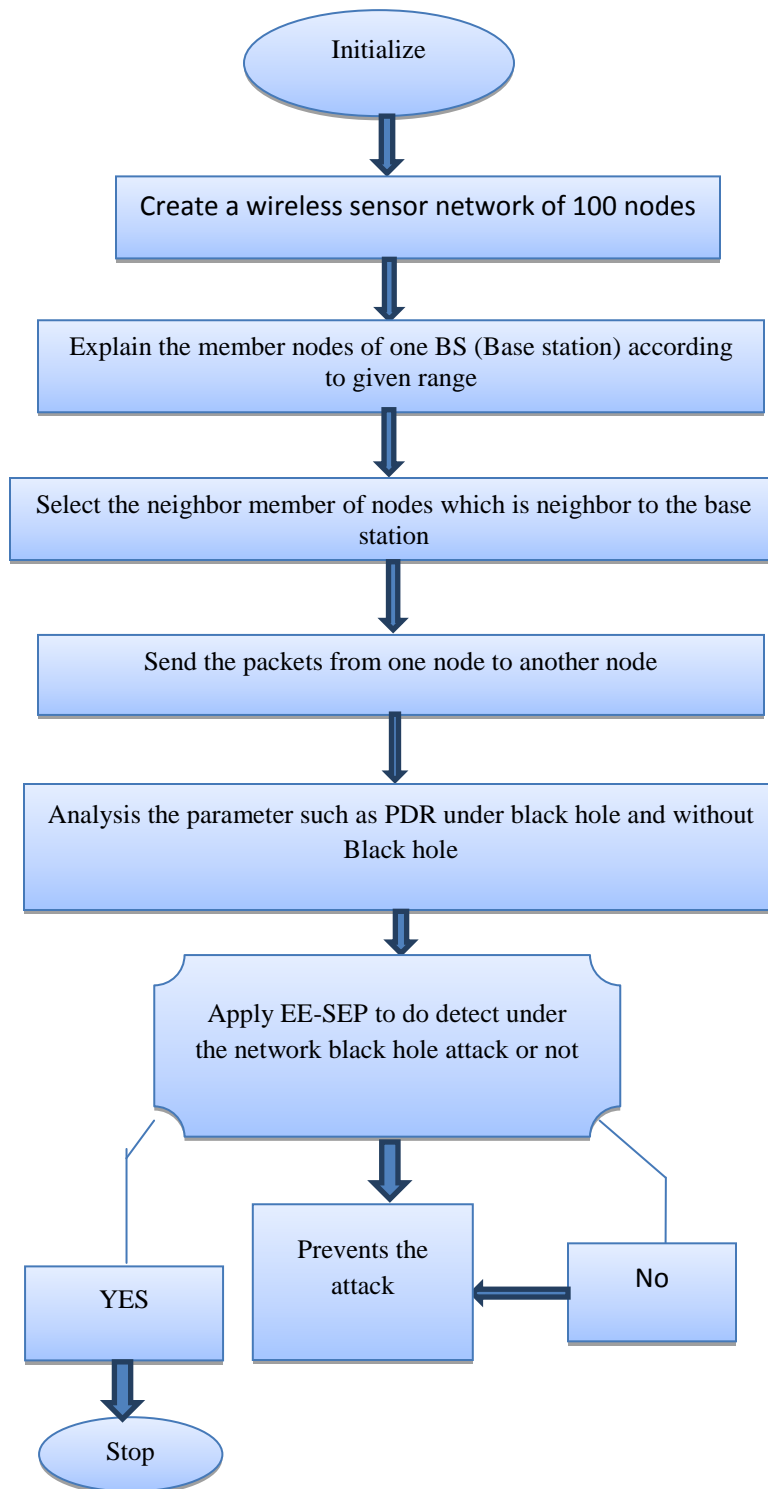 Initialize
Create a wireless sensor network of 100 nodes
Explain the member nodes of one BS (Base station) according
to given range
Select the neighbor member of nodes which is neighbor to the base
station
Send the packets from one node to another node
Analysis the parameter such as PDR under black hole and without
Black hole
Apply EE-SEP to do detect under
the network black hole attack or not
Prevents the
attack
No
YES
Stop